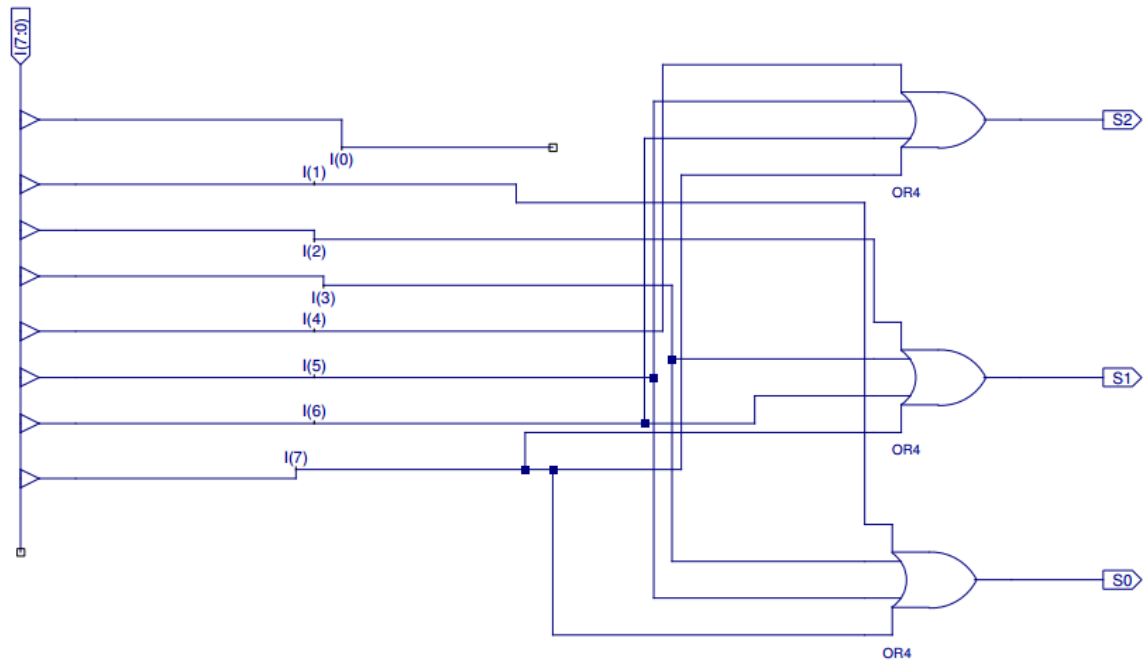 I(7:0)
S2
I(0)
I(1)
OR4
I(2)
I(3)
I(4)
I(5)
S1
I(6)
OR4
I(7)
S0
OR4